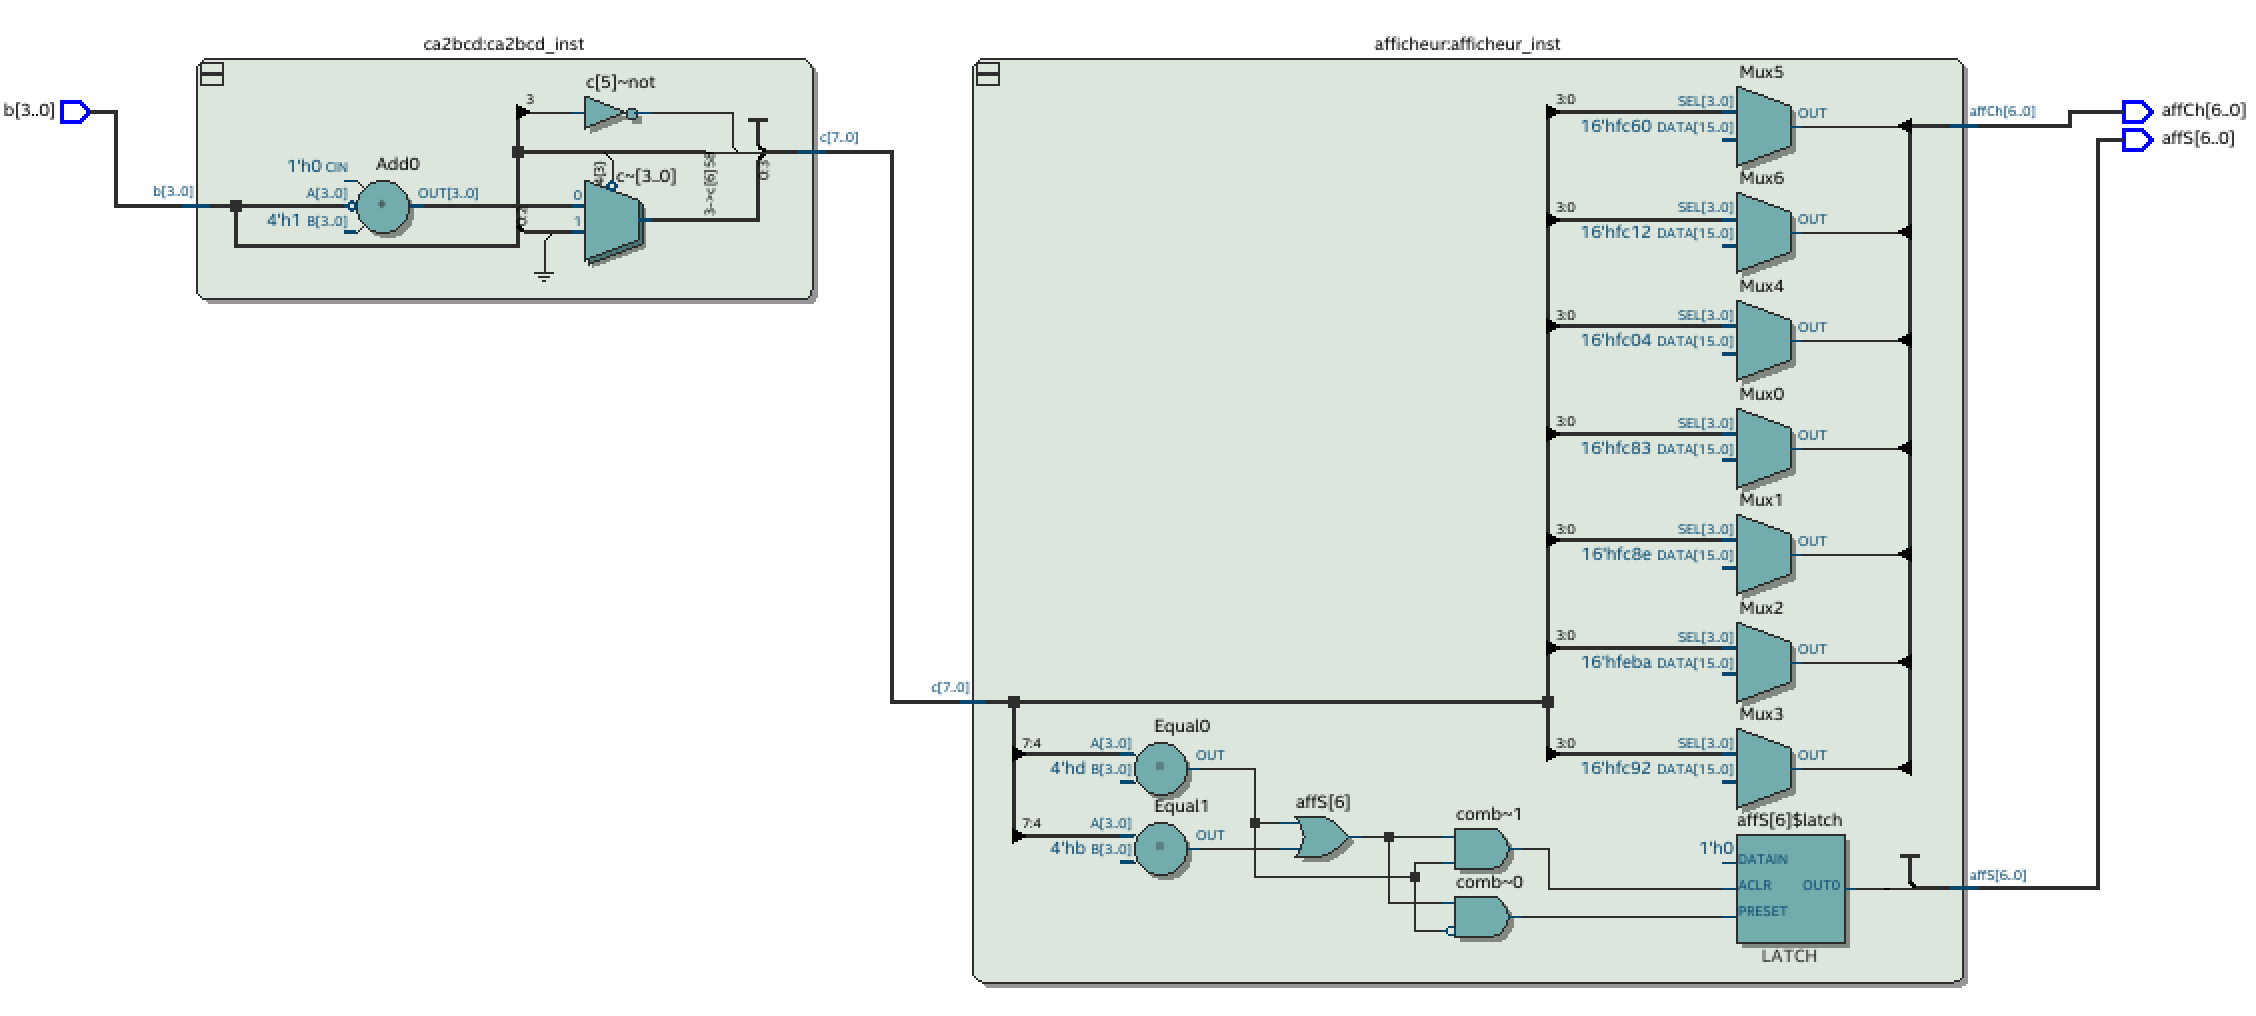 ca2bcd:ca2bcd_inst
b[3..0]
b[3..0]
1'h0 CIN
A[3..0]
4'h1 B[3..0]
Add0
OUT[3..0]
3
c[5]~not
c~[3..0]
0
1
c[7..0]
afficheur:afficheur_inst
c[7..0]
Mux5
3:0
SEL[3..0]
16'hfc60 DATA[15..0]
OUT
Mux6
3:0
SEL[3..0]
16'hfc12 DATA[15..0]
OUT
Mux4
3:0
SEL[3..0]
16'hfc04 DATA[15..0]
OUT
Mux0
3:0
SEL[3..0]
16'hfc83 DATA[15..0]
OUT
Mux1
3:0
SEL[3..0]
16'hfc8e DATA[15..0]
OUT
Mux2
3:0
SEL[3..0]
16'hfeba DATA[15..0]
OUT
Mux3
3:0
SEL[3..0]
16'hfc92 DATA[15..0]
OUT
Equal0
7:4
A[3..0]
4'hd B[3..0]
OUT
Equal1
7:4
A[3..0]
4'hb B[3..0]
OUT
affS[6]
comb~1
comb~0
affS[6]$latch
1'h0
DATAIN
ACLR
OUT0
PRESET
LATCH
affCh[6..0]
affS[6..0]
affCh[6..0]
affS[6..0]